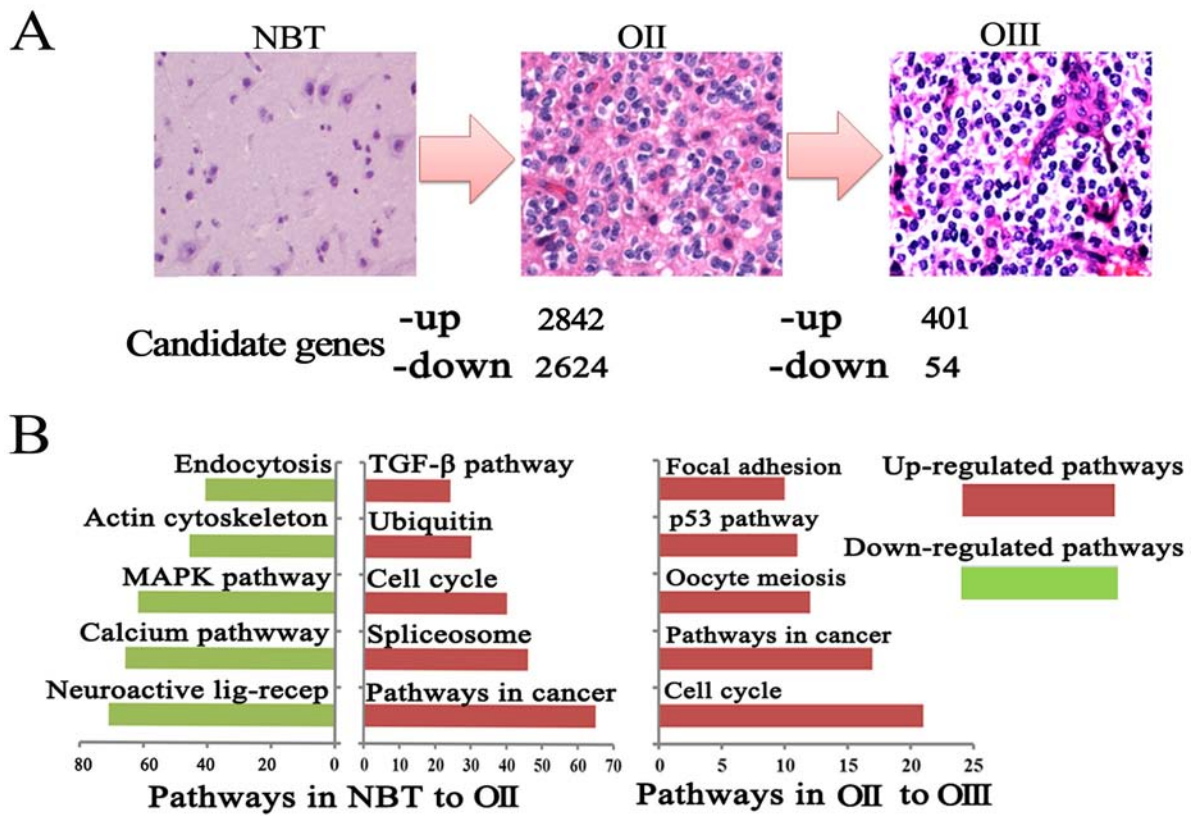 A
NBT
OII
OIII
Candidate genes
-up 2842
-down 2624
-up 401
-down 54
B
Endocytosis
Actin cytoskeleton
MAPK pathway
Calcium pathwway
Neuroactive lig-recep
80 60 40 20 0
TGF-β pathway
Ubiquitin
Cell cycle
Spliceosome
Pathways in cancer
0 10 20 30 40 50 60 70
Pathways in NBT to OII
Focal adhesion
p53 pathway
Oocyte meiosis
Pathways in cancer
Cell cycle
0 5 10 15 20 25
Pathways in OII to OIII
Up-regulated pathways
Down-regulated pathways